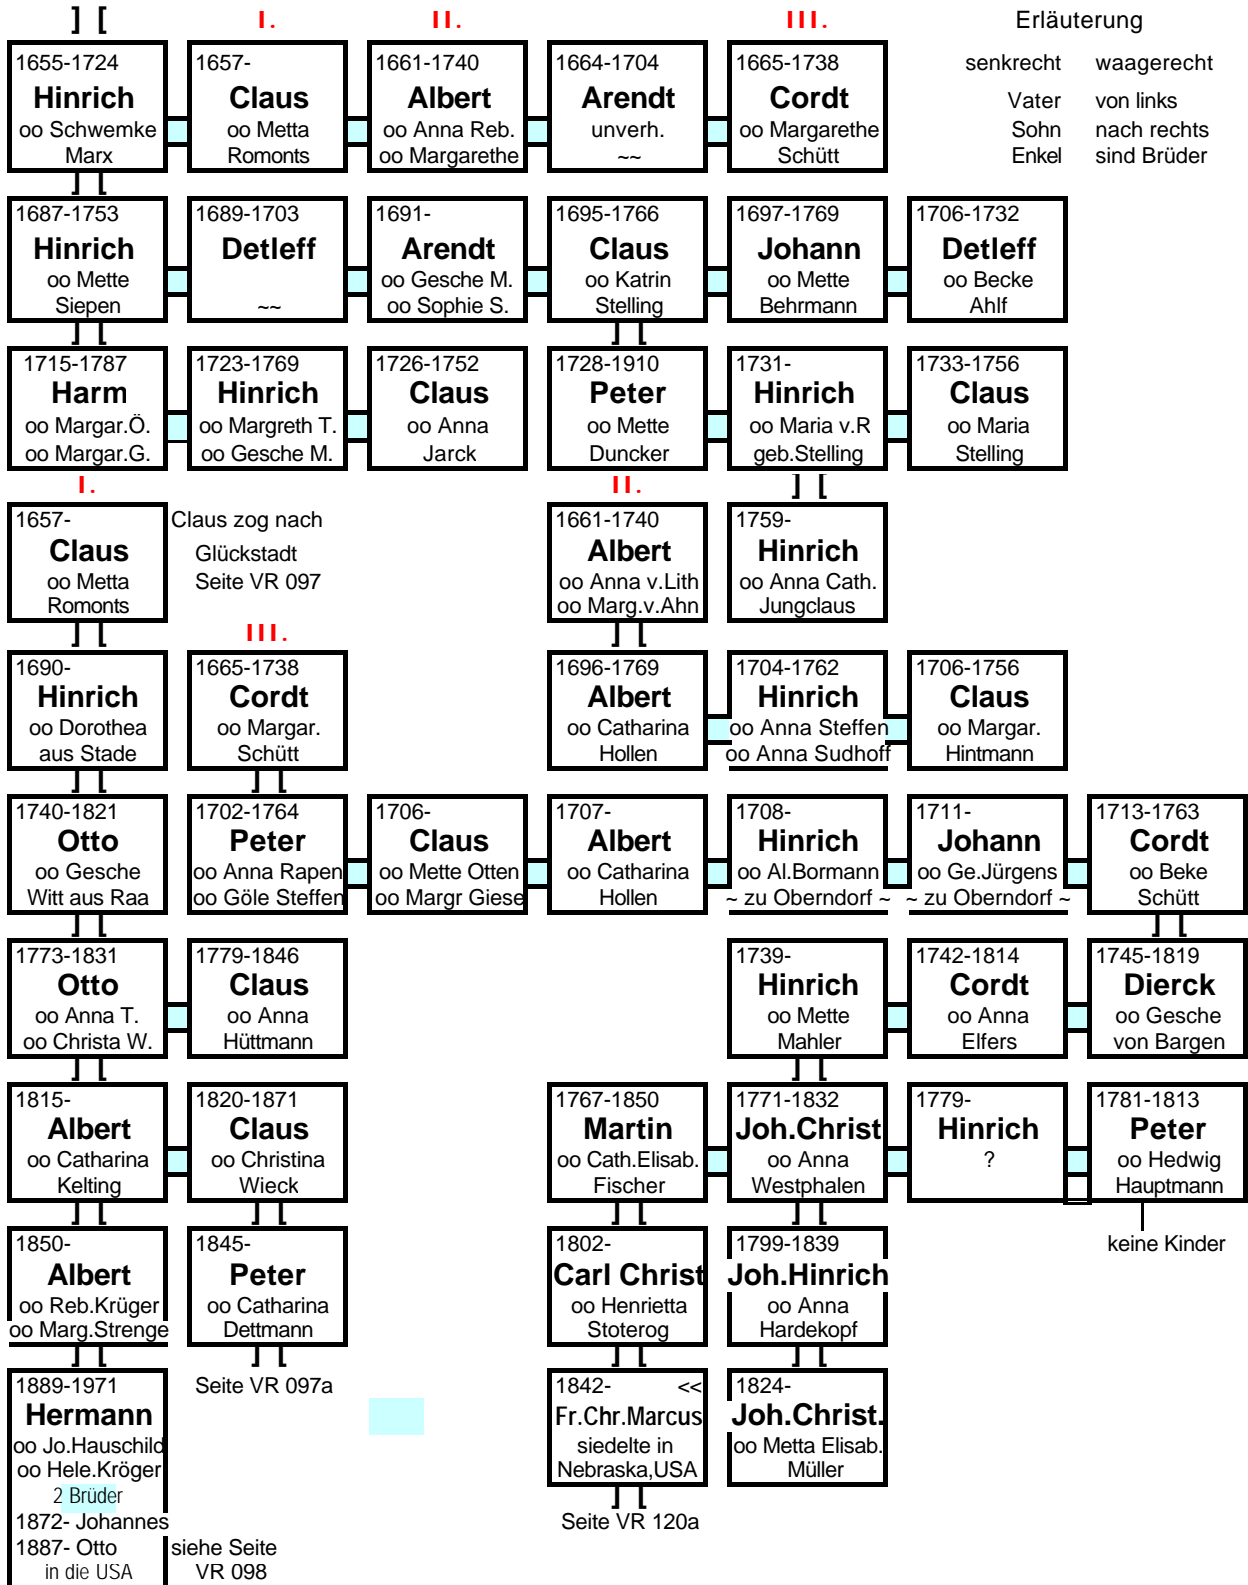 ] [ I. II. III. Erläuterung
1655-1724 1657- 1661-1740 1664-1704 1665-1738 senkrecht waagerecht
Hinrich Claus Albert Arendt Cordt Vater von links
oo Schwemke oo Metta oo Anna Reb. unverh. oo Margarethe Sohn nach rechts
Marx Romonts oo Margarethe ~~ Schütt Enkel sind Brüder
] [
1687-1753 1689-1703 1691- 1695-1766 1697-1769 1706-1732
Hinrich Detleff Arendt Claus Johann Detleff
oo Mette oo Gesche M. oo Katrin oo Mette oo Becke
Siepen ~~ oo Sophie S. Stelling Behrmann Ahlf
] [ ] [
1715-1787 1723-1769 1726-1752 1728-1910 1731- 1733-1756
Harm Hinrich Claus Peter Hinrich Claus
oo Margar.Ö. oo Margreth T. oo Anna oo Mette oo Maria v.R oo Maria
oo Margar.G. oo Gesche M. Jarck Duncker geb.Stelling Stelling
I. II. ] [
1657- Claus zog nach 1661-1740 1759-
Claus Glückstadt Albert Hinrich
oo Metta Seite VR 097 oo Anna v.Lith oo Anna Cath.
Romonts oo Marg.v.Ahn Jungclaus
] [ III. ] [
1690- 1665-1738 1696-1769 1704-1762 1706-1756
Hinrich Cordt Albert Hinrich Claus
oo Dorothea oo Margar. oo Catharina oo Anna Steffen oo Margar.
aus Stade Schütt Hollen oo Anna Sudhoff Hintmann
] [ ] [
1740-1821 1702-1764 1706- 1707- 1708- 1711- 1713-1763
Otto Peter Claus Albert Hinrich Johann Cordt
oo Gesche oo Anna Rapen oo Mette Otten oo Catharina oo Al.Bormann oo Ge.Jürgens oo Beke
Witt aus Raa oo Göle Steffen oo Margr Giese Hollen ~ zu Oberndorf ~ ~ zu Oberndorf ~ Schütt
] [ ] [
1773-1831 1779-1846 1739- 1742-1814 1745-1819
Otto Claus Hinrich Cordt Dierck
oo Anna T. oo Anna oo Mette oo Anna oo Gesche
oo Christa W. Hüttmann Mahler Elfers von Bargen
] [ ] [
1815- 1820-1871 1767-1850 1771-1832 1779- 1781-1813
Albert Claus Martin Joh.Christ Hinrich Peter
oo Catharina oo Christina oo Cath.Elisab. oo Anna ? oo Hedwig
Kelting Wieck Fischer Westphalen Hauptmann
] [ ] [ ] [ ] [
1850- 1845- 1802- 1799-1839 keine Kinder
Albert Peter Carl Christ Joh.Hinrich
oo Reb.Krüger oo Catharina oo Henrietta oo Anna
oo Marg.Strenge Dettmann Stoterog Hardekopf
] [ ] [ ] [ ] [
1889-1971 Seite VR 097a 1842- << 1824-
Hermann Fr.Chr.Marcus Joh.Christ.
oo Jo.Hauschild siedelte in oo Metta Elisab.
oo Hele.Kröger Nebraska,USA Müller
2 Brüder ] [
1872- Johannes Seite VR 120a
1887- Otto siehe Seite
in die USA VR 098